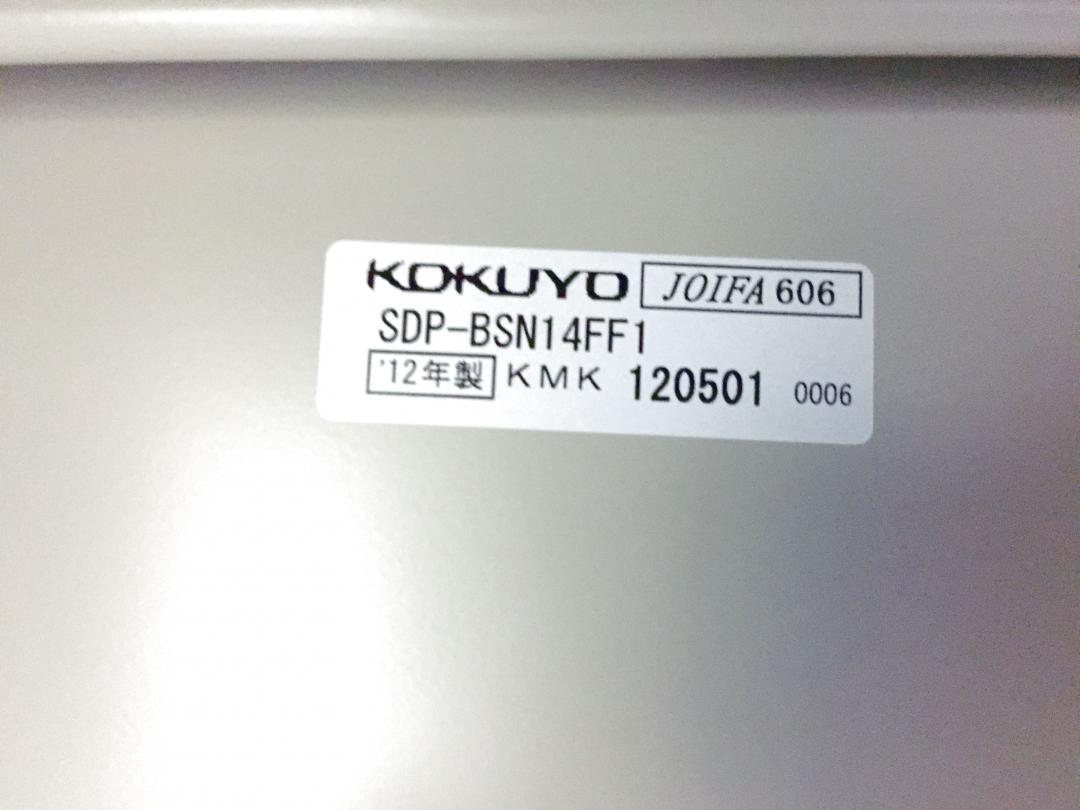 KOKUYO JOIFA 606
SDP-BSN14FF1
'12年製 KMK 120501 0006